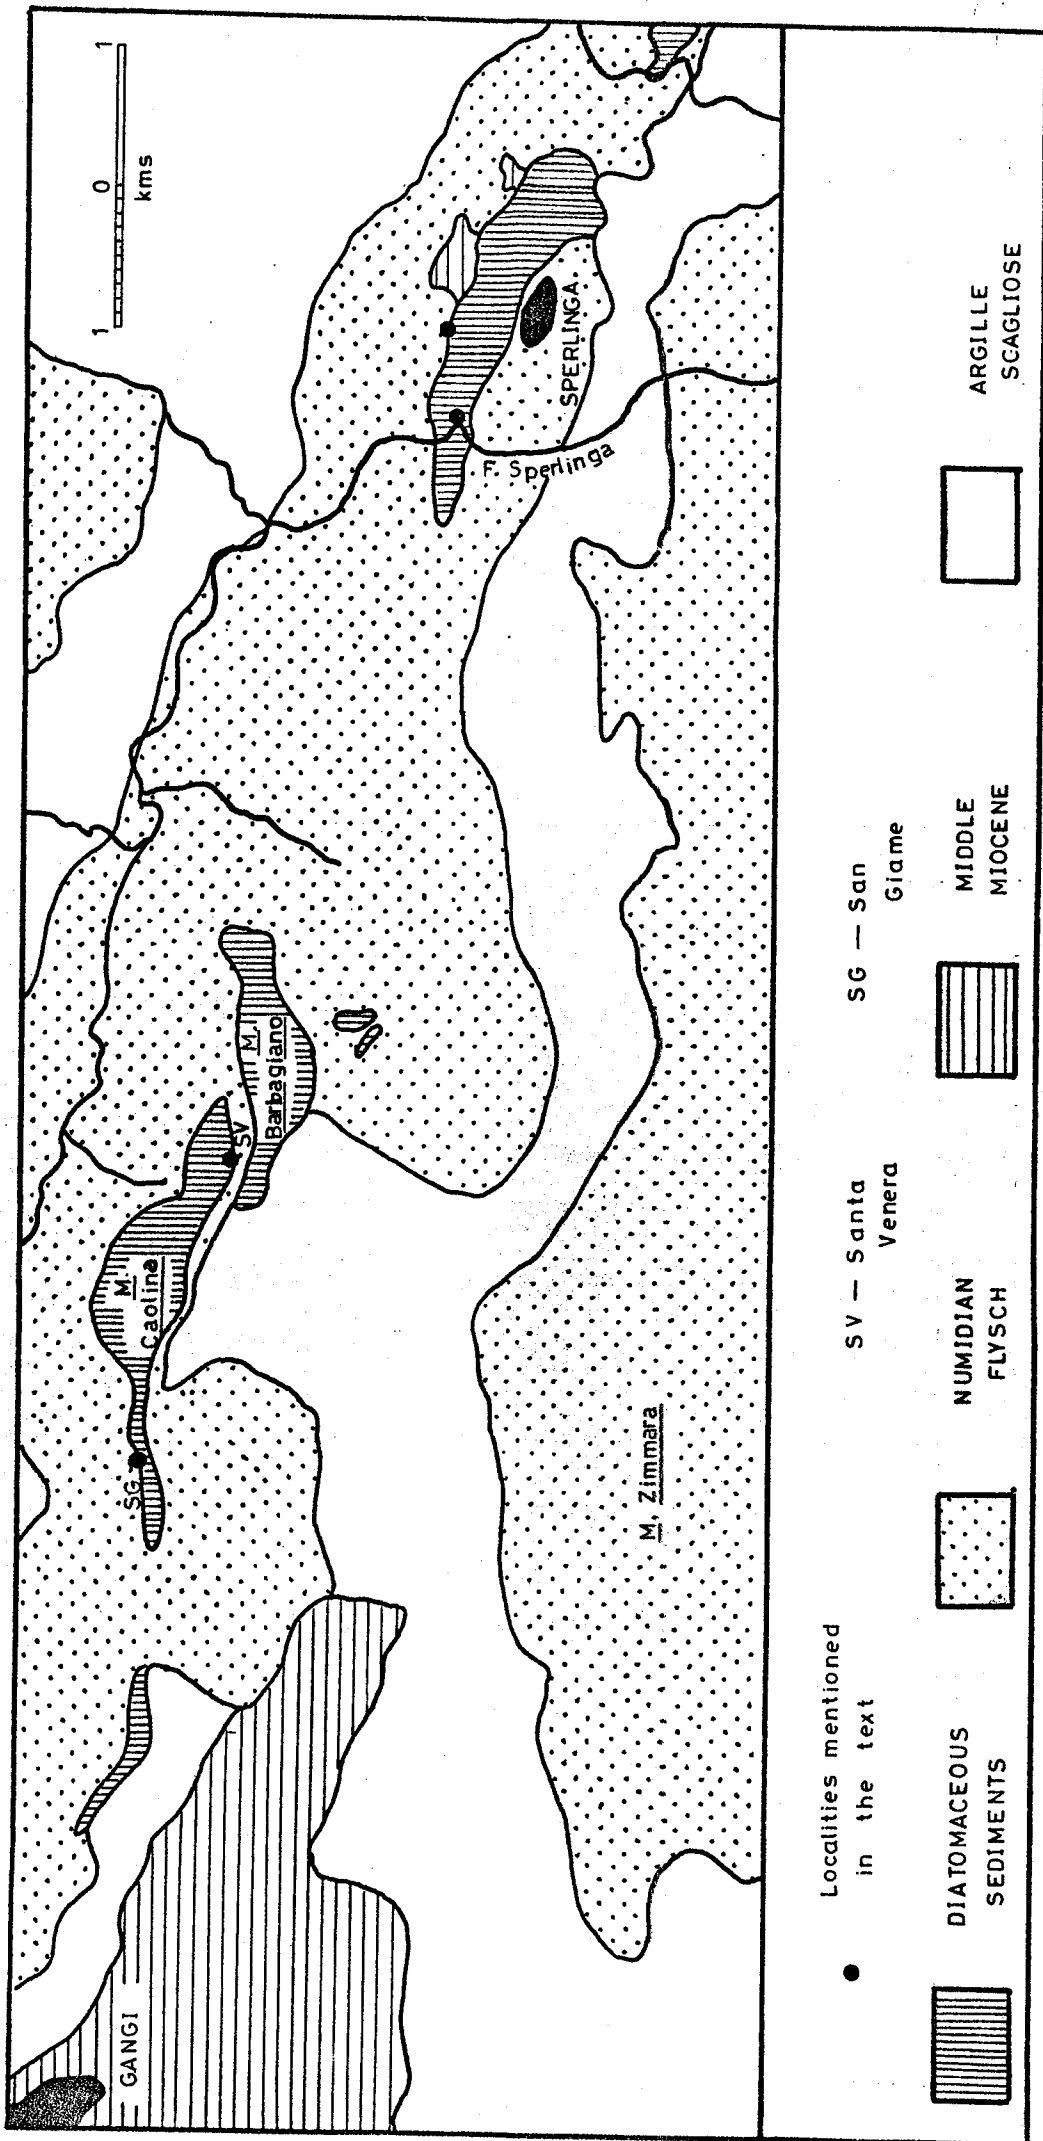 1 0 1
kms
GANGI
SG
M. Caolina
SV
M. Barbagiano
M. Zimmara
F. Sperlinga
SPERLINGA
Localities mentioned
in the text
SV — Santa
Venera
SG — San
Giame
DIATOMACEOUS
SEDIMENTS
NUMIDIAN
FLYSCH
MIDDLE
MIOCENE
ARGILLE
SCAGLIOSE